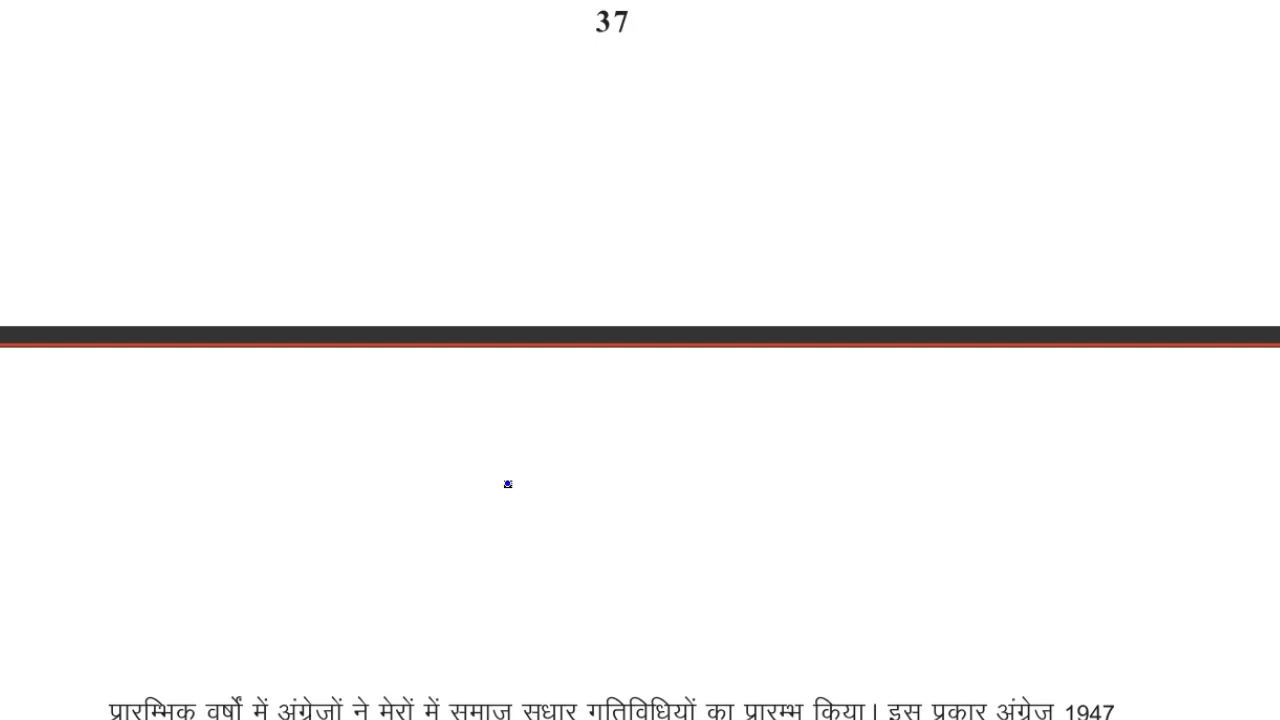 37
प्रारम्भिक वर्षों में अंग्रेजों ने मेरों में समाज सुधार गतिविधियों का प्रारम्भ किया। इस प्रकार अंग्रेज 1947